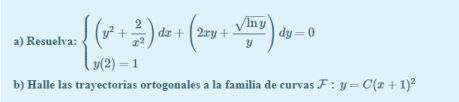 a) Resuelva: { (y² + 2/x²) dx + (2xy + √(ln y)/y) dy = 0
y(2) = 1
b) Halle las trayectorias ortogonales a la familia de curvas F : y = C(x + 1)²